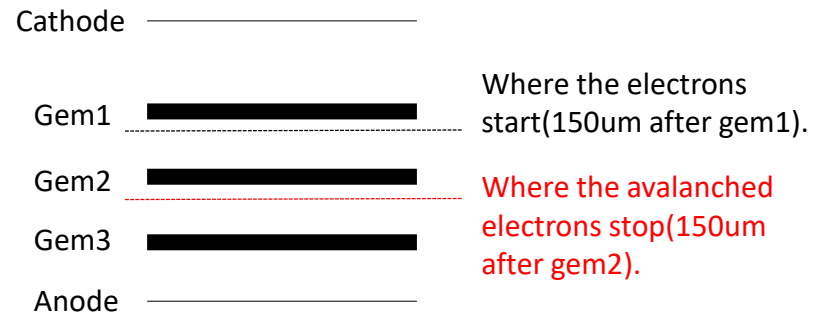 Cathode
Where the electrons
start(150um after gem1).
Gem1
Gem2
Where the avalanched
electrons stop(150um
after gem2).
Gem3
Anode